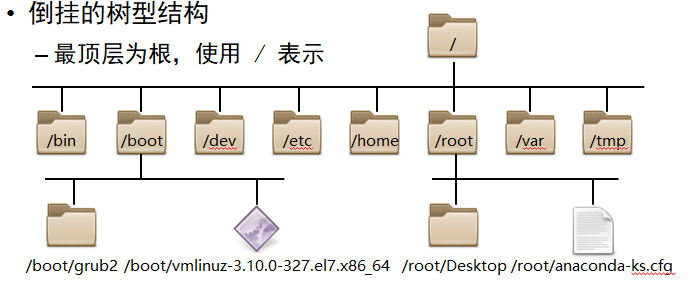 • 倒挂的树型结构
– 最顶层为根，使用 / 表示
/
/bin /boot /dev /etc /home /root /var /tmp
/boot/grub2 /boot/vmlinuz-3.10.0-327.el7.x86_64 /root/Desktop /root/anaconda-ks.cfg